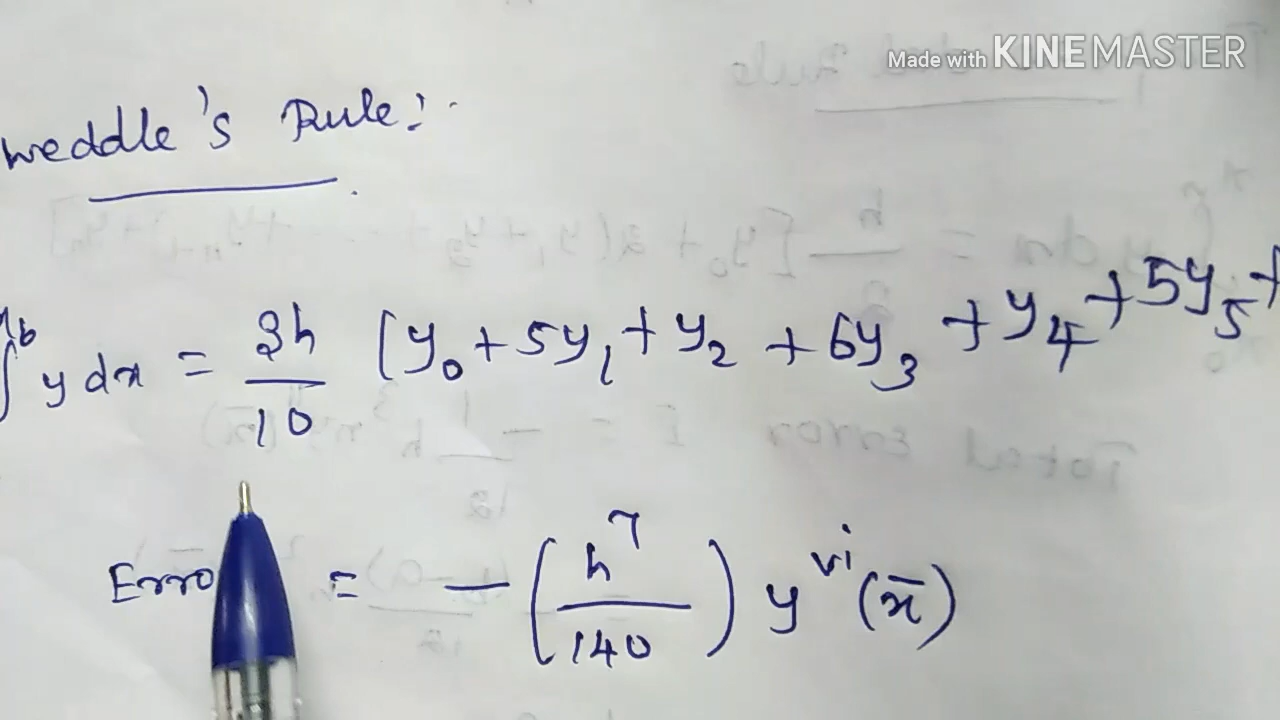 Made with KINEMASTER
weddle's Rule:-
∫ y dx = 3h/10 [y₀ + 5y₁ + y₂ + 6y₃ + y₄ + 5y₅ +
Erro = - (h⁷/140) y^vi (x̄)